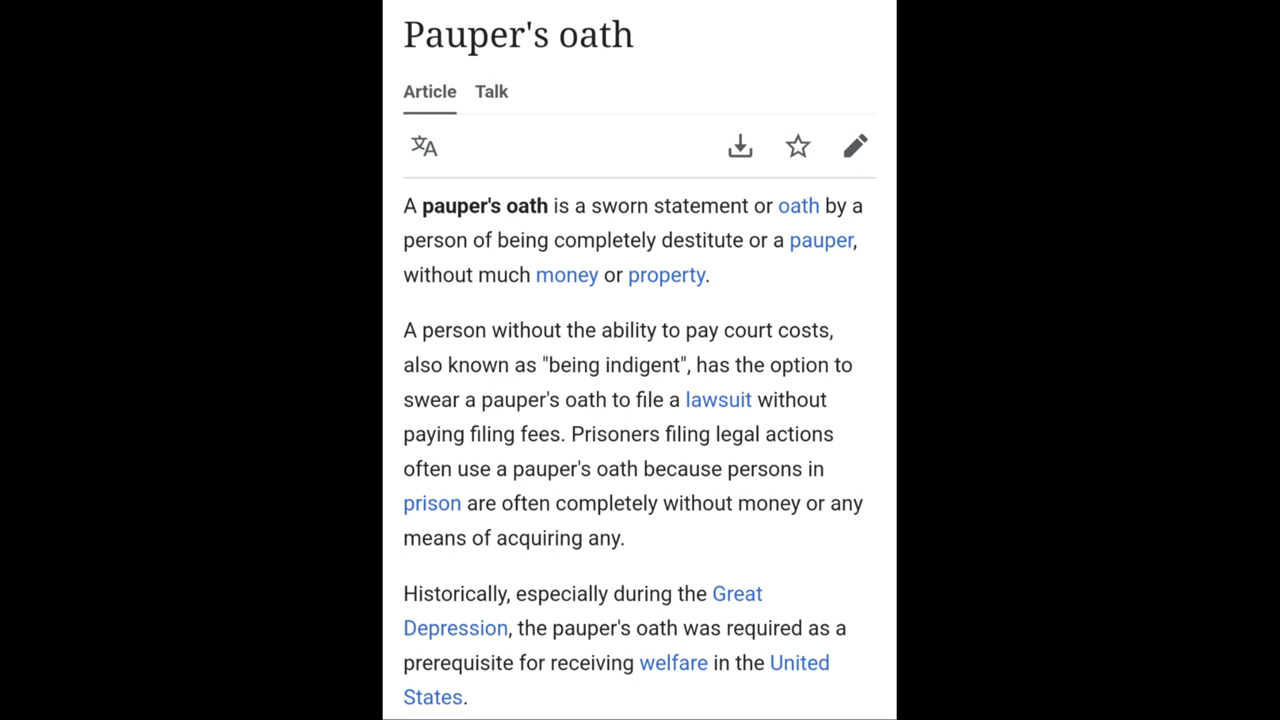 Pauper's oath
Article Talk
文A
A pauper's oath is a sworn statement or oath by a
person of being completely destitute or a pauper,
without much money or property.
A person without the ability to pay court costs,
also known as "being indigent", has the option to
swear a pauper's oath to file a lawsuit without
paying filing fees. Prisoners filing legal actions
often use a pauper's oath because persons in
prison are often completely without money or any
means of acquiring any.
Historically, especially during the Great
Depression, the pauper's oath was required as a
prerequisite for receiving welfare in the United
States.